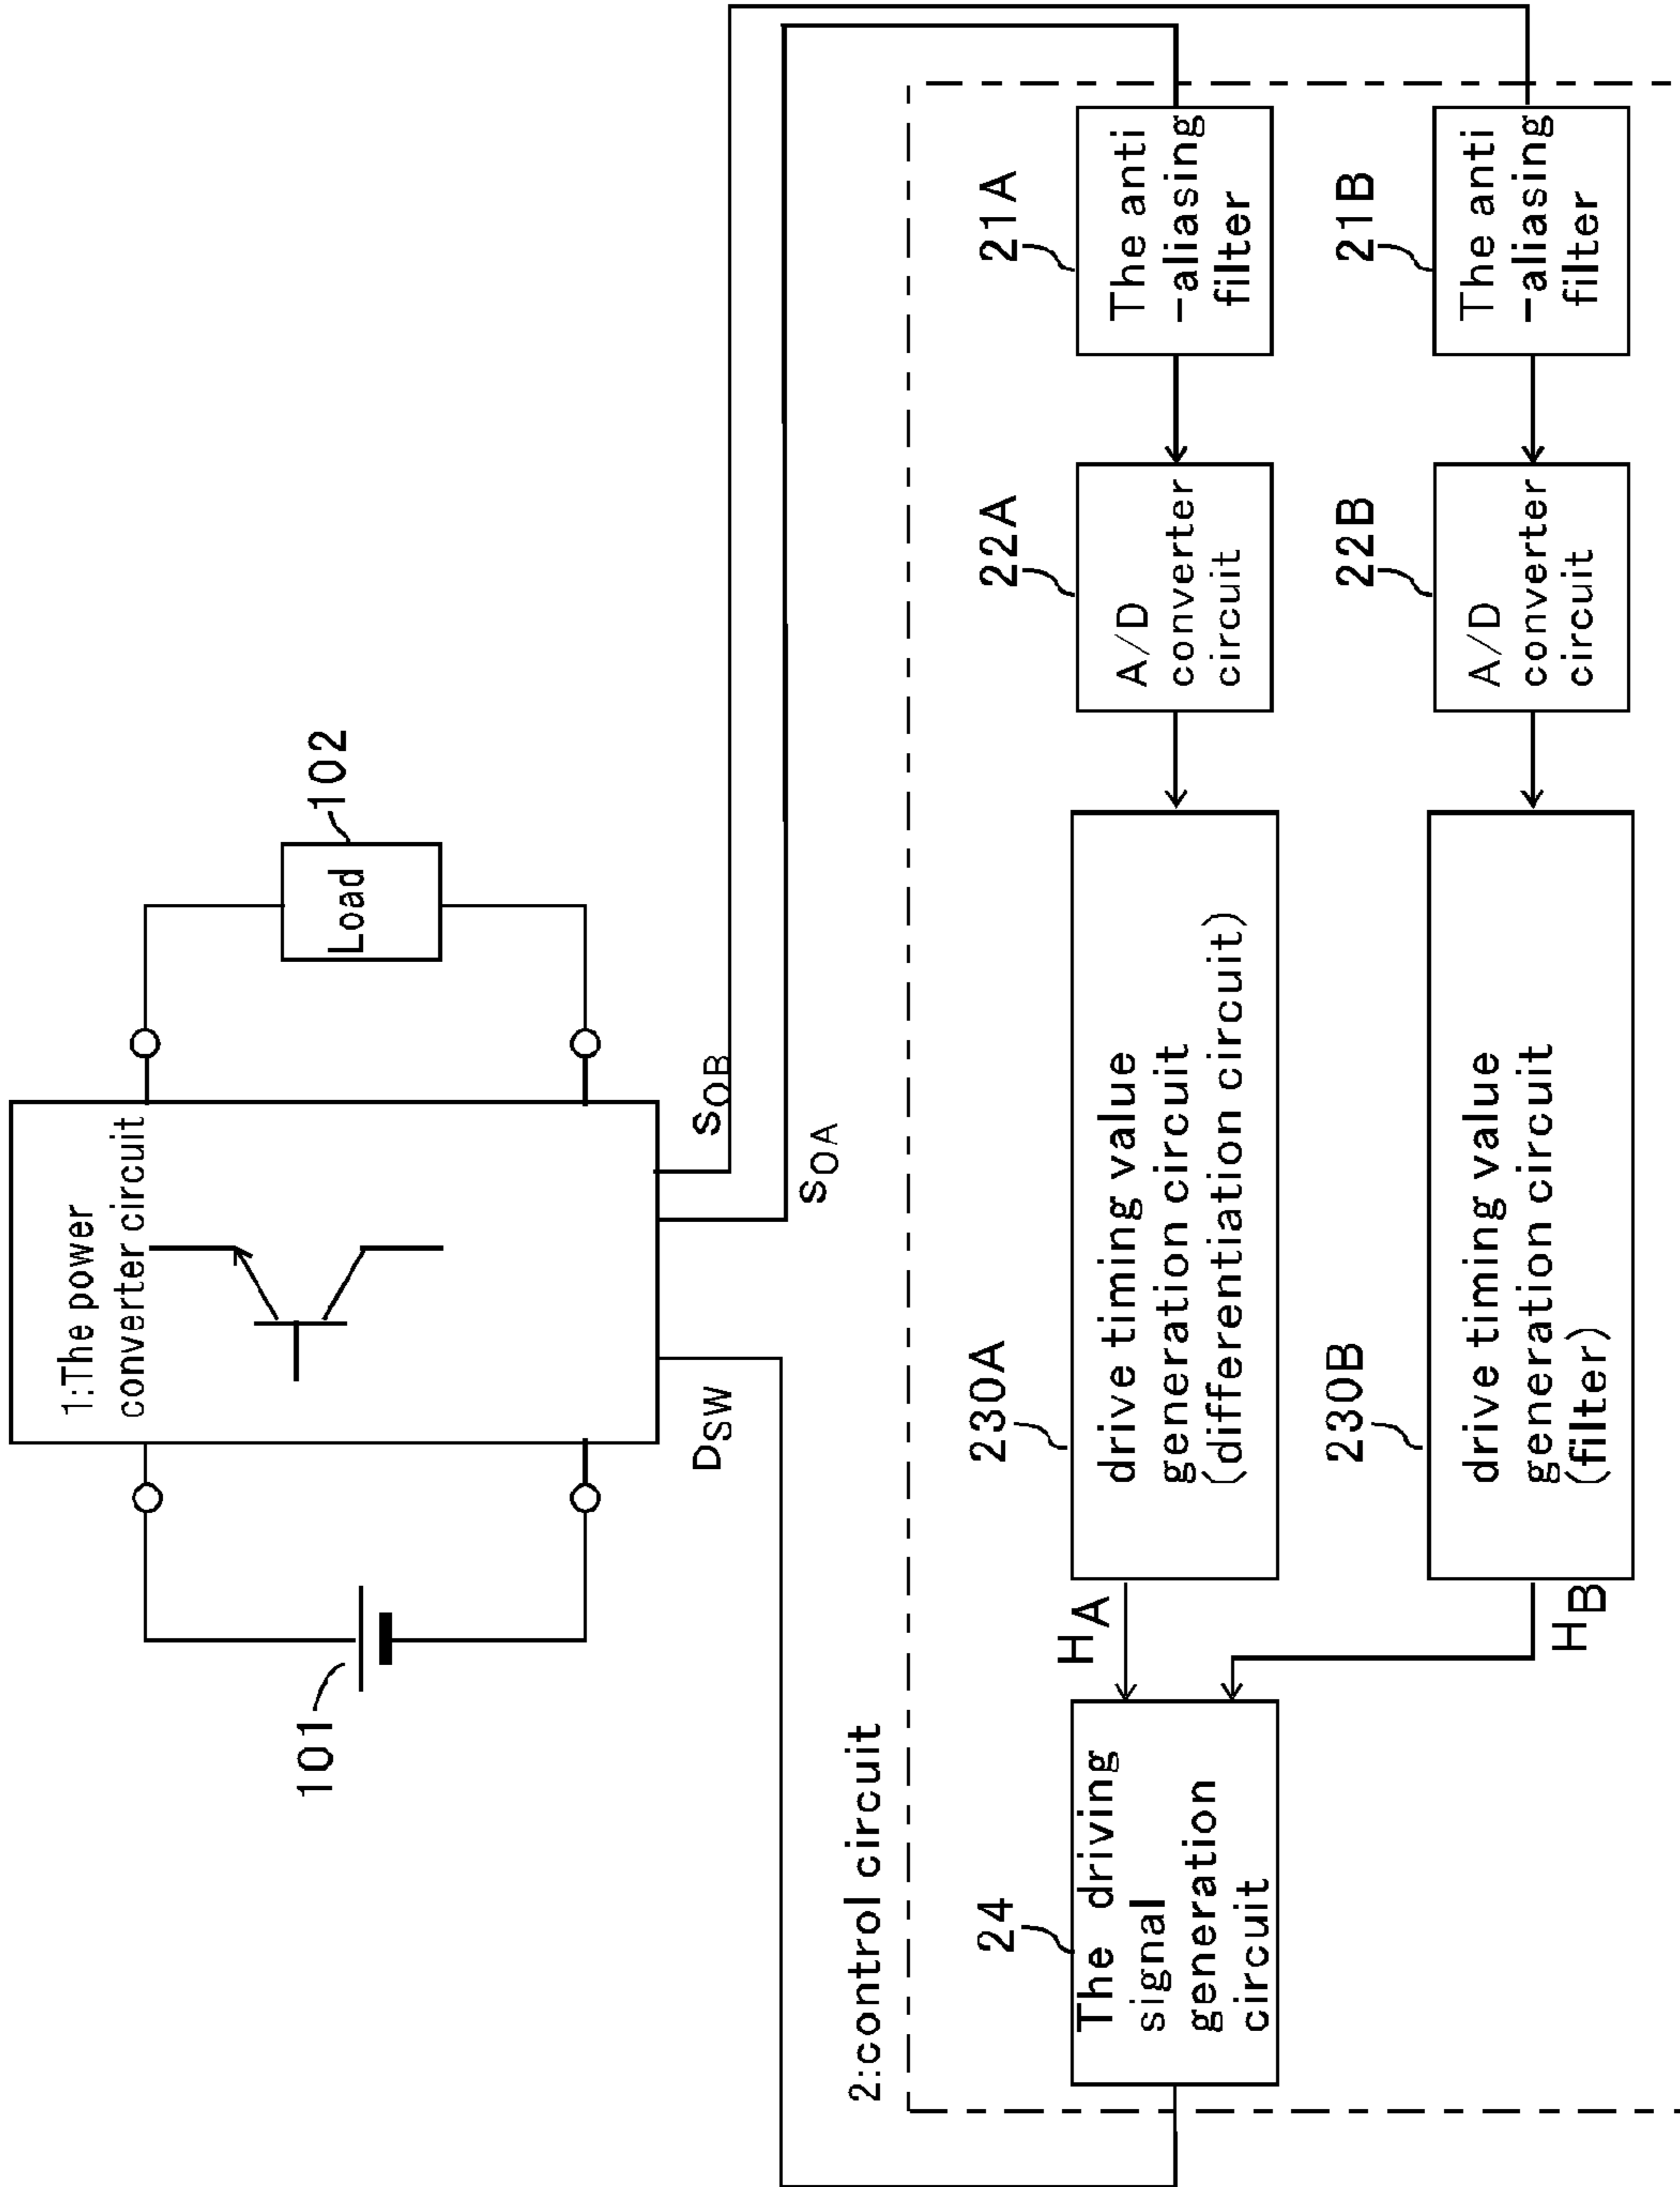 1:The power
converter circuit
101
Load
102
DSW
SOB
SOA
2:control circuit
24
The driving
signal
generation
circuit
HA
HB
230A
drive timing value
generation circuit
(differentiation circuit)
22A
A/D
converter
circuit
21A
The anti
-aliasing
filter
230B
drive timing value
generation circuit
(filter)
22B
A/D
converter
circuit
21B
The anti
-aliasing
filter